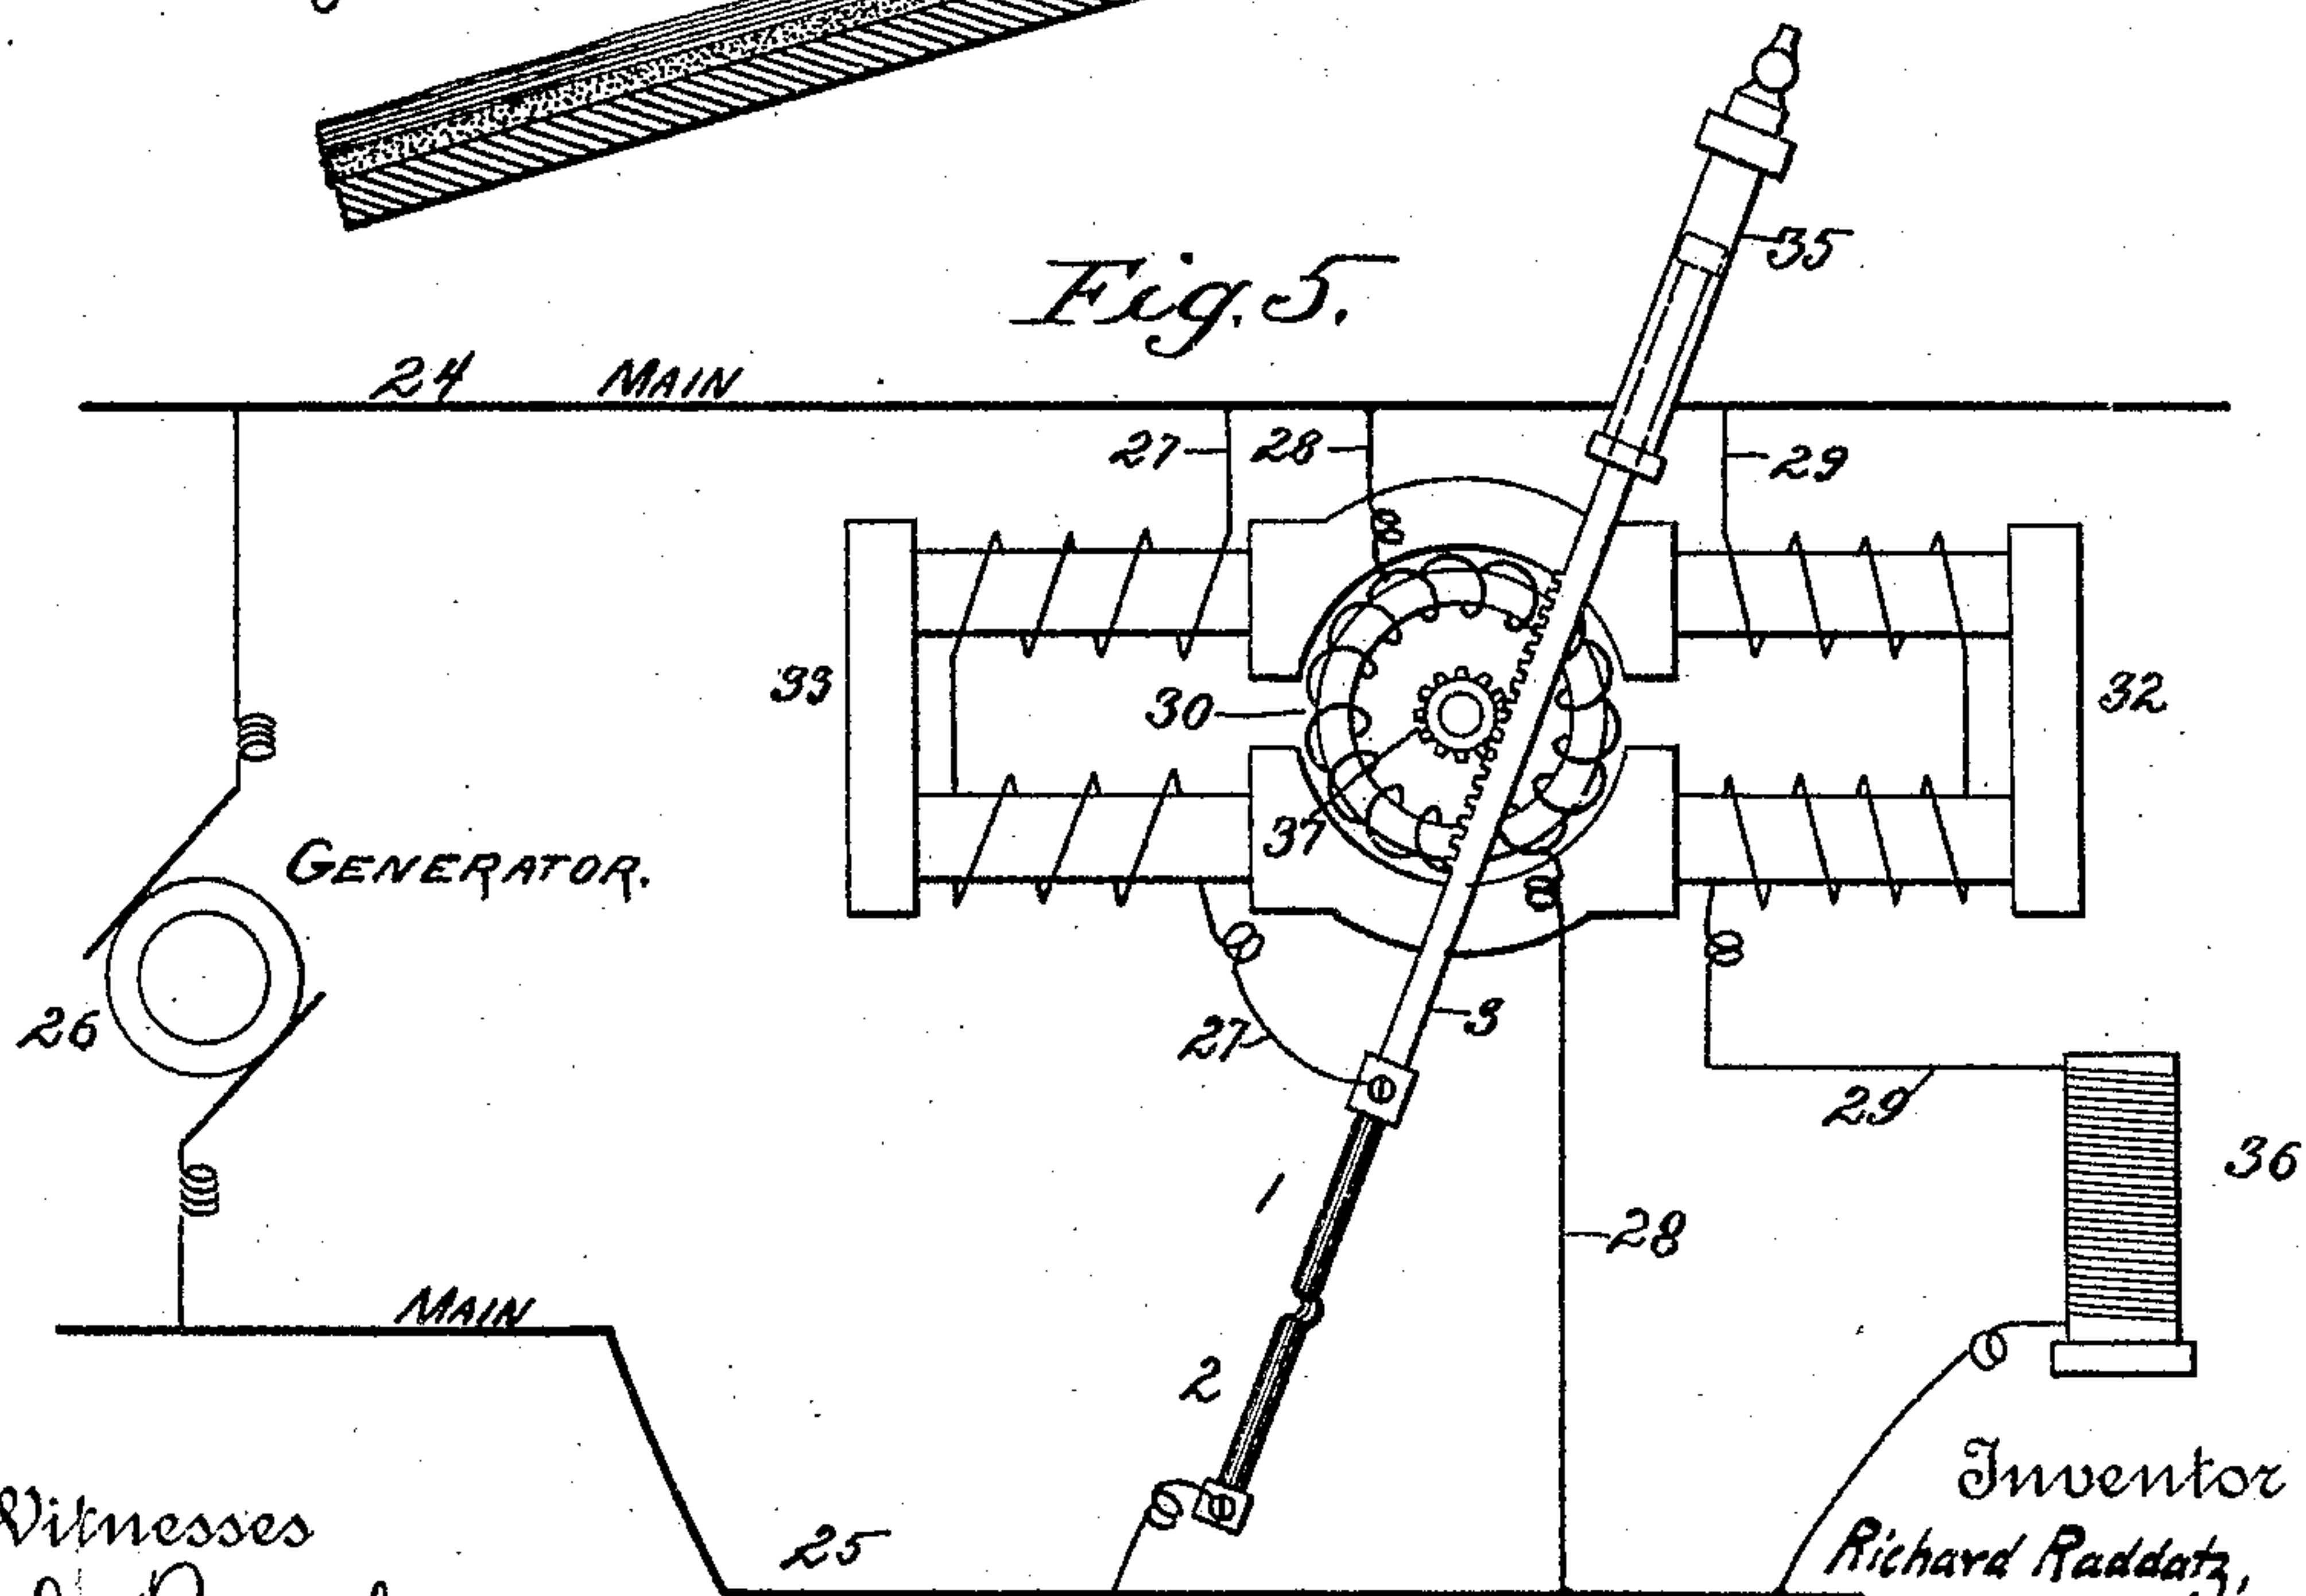 Fig. 5.
35
24 MAIN
27 28 29
33 30 32
37
GENERATOR.
26
3
27
29
1
36
28
MAIN
2
Inventor
Witnesses
25
Richard Raddatz,